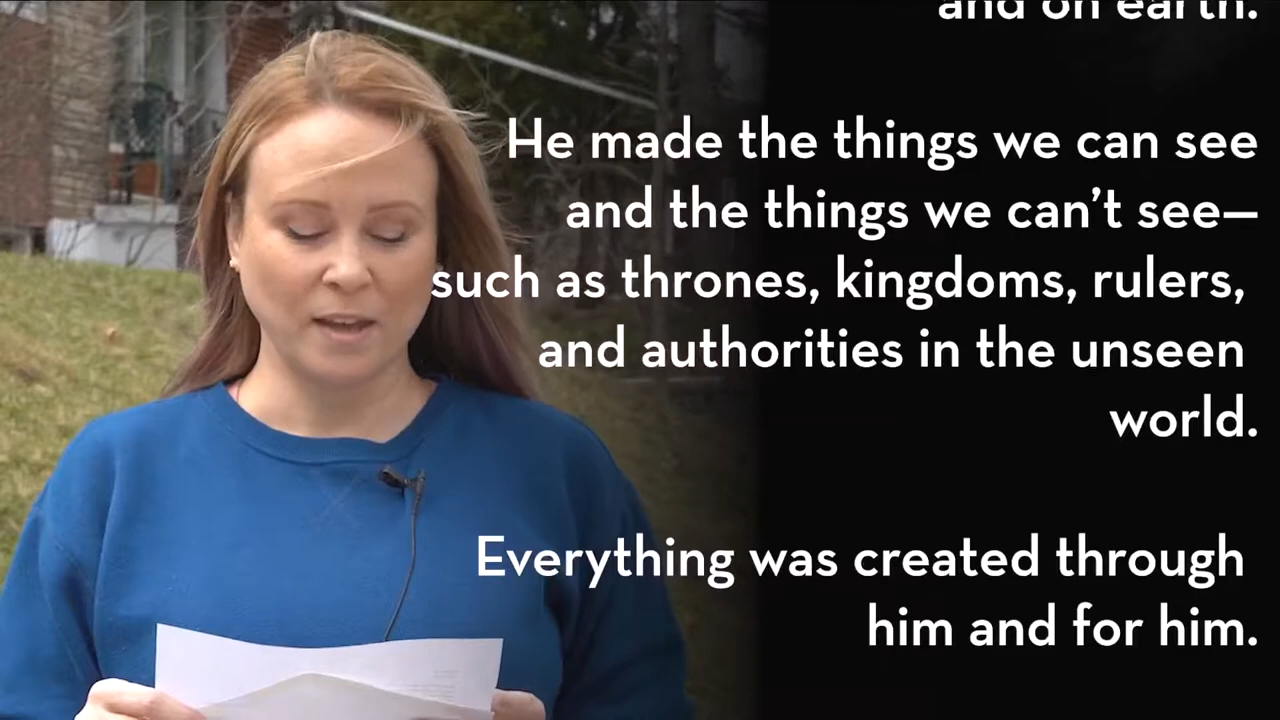 and on earth.
He made the things we can see
and the things we can’t see—
such as thrones, kingdoms, rulers,
and authorities in the unseen
world.
Everything was created through
him and for him.